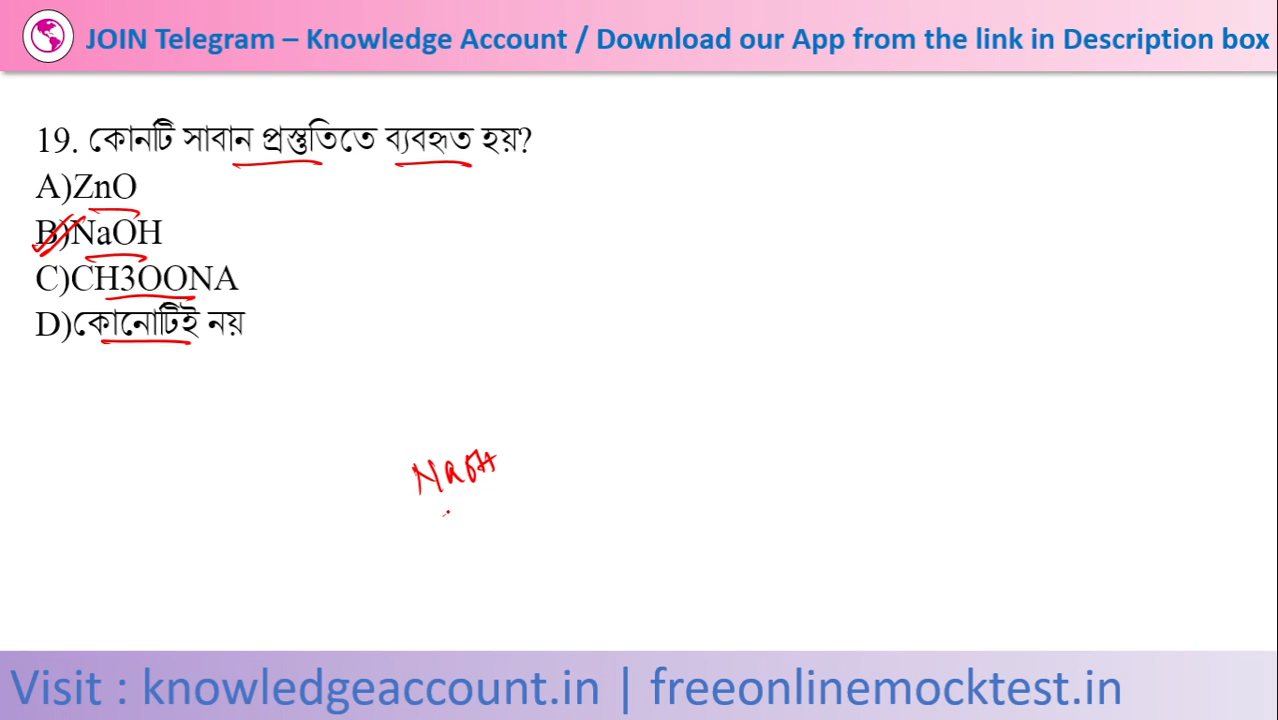 JOIN Telegram – Knowledge Account / Download our App from the link in Description box
19. কোনটি সাবান প্রস্তুতিতে ব্যবহৃত হয়?
A)ZnO
B)NaOH
C)CH3OONA
D)কোনোটিই নয়
NaOH
Visit : knowledgeaccount.in | freeonlinemocktest.in